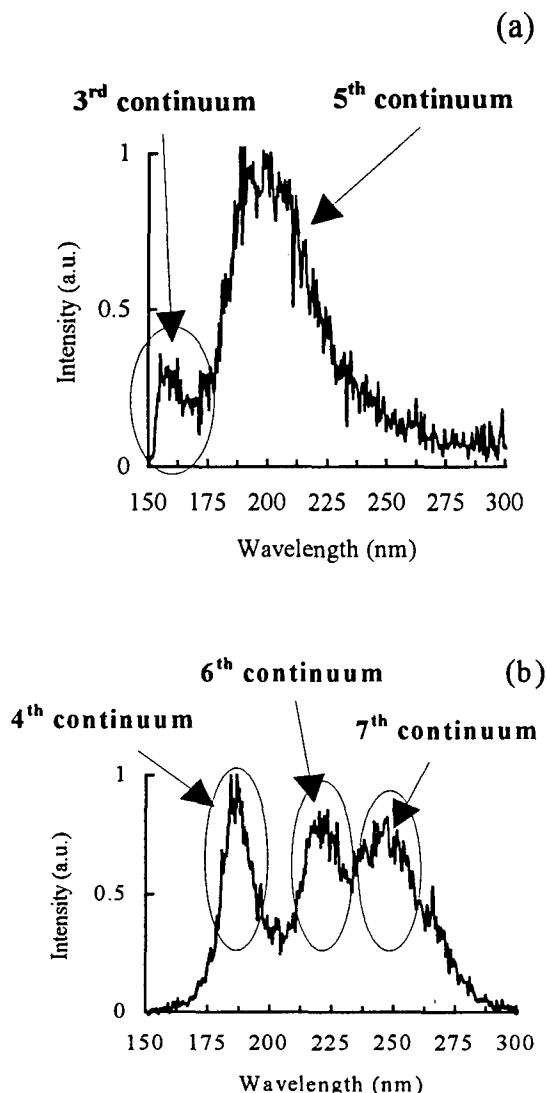 (a)
3rd continuum
5th continuum
1
0.5
0
Intensity (a.u.)
150 175 200 225 250 275 300
Wavelength (nm)
(b)
6th continuum
4th continuum
7th continuum
1
0.5
0
Intensity (a.u.)
150 175 200 225 250 275 300
Wavelength (nm)